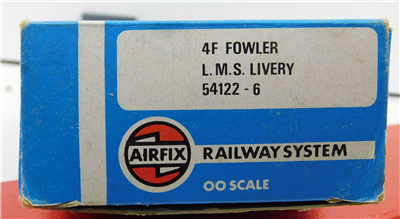 4F FOWLER
L.M.S. LIVERY
54122 - 6
AIRFIX RAILWAY SYSTEM
OO SCALE